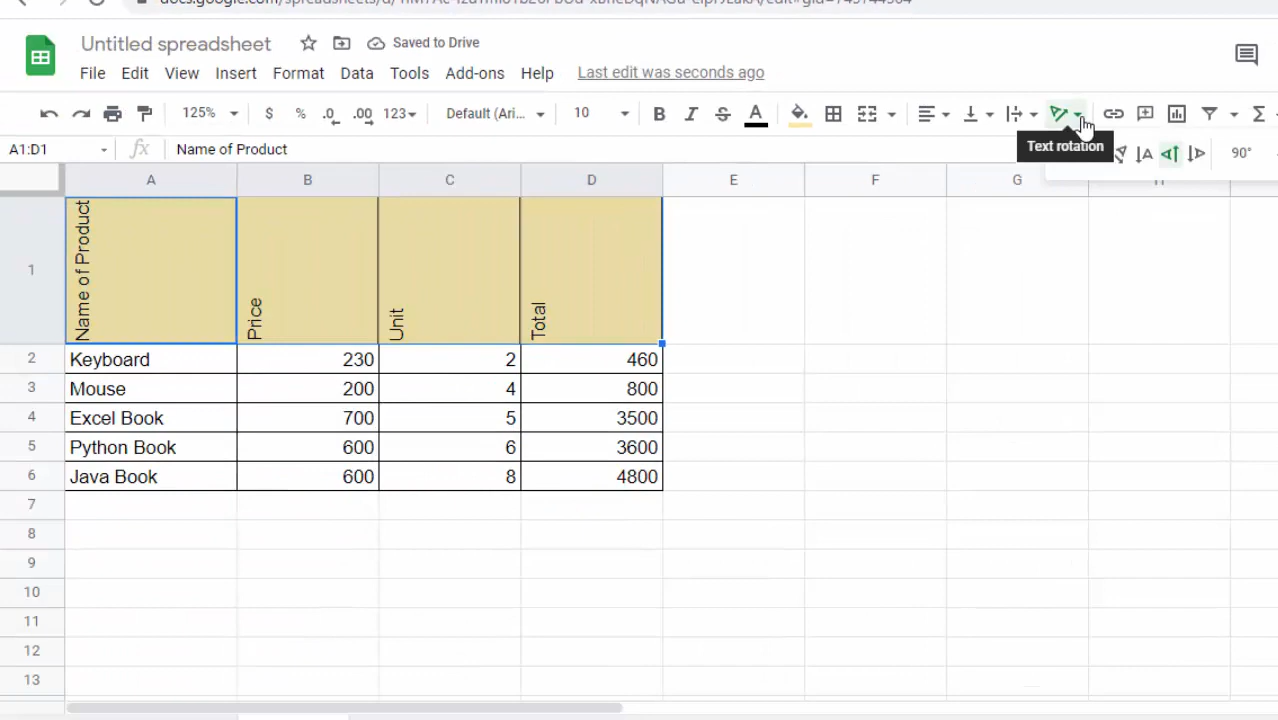 Untitled spreadsheet
Saved to Drive
File Edit View Insert Format Data Tools Add-ons Help Last edit was seconds ago
125% $ % .0 .00 123 Default (Ari... 10 B I S A
Text rotation
90°
A1:D1 fx Name of Product
A B C D E F G H
1 Name of Product Price Unit Total
2 Keyboard 230 2 460
3 Mouse 200 4 800
4 Excel Book 700 5 3500
5 Python Book 600 6 3600
6 Java Book 600 8 4800
7
8
9
10
11
12
13